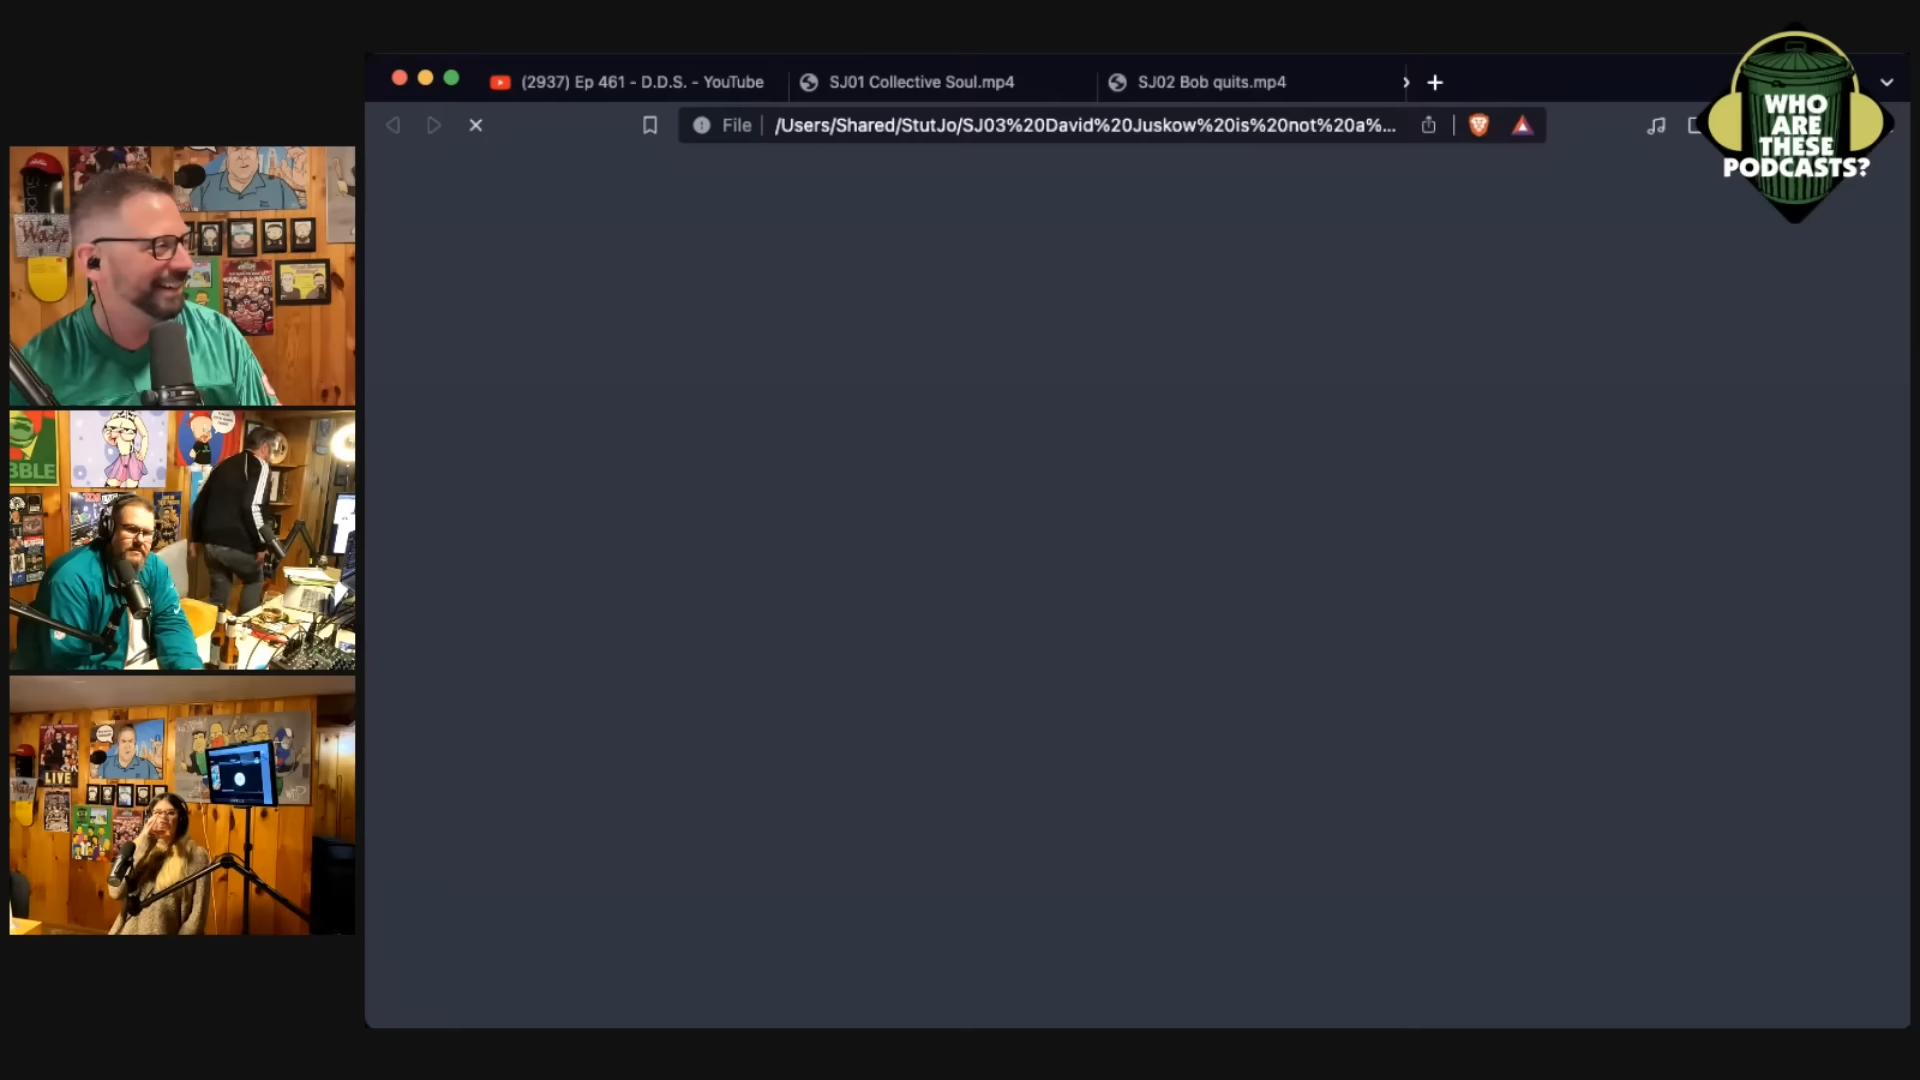 (2937) Ep 461 - D.D.S. - YouTube
SJ01 Collective Soul.mp4
SJ02 Bob quits.mp4
File
/Users/Shared/StutJo/SJ03%20David%20Juskow%20is%20not%20a%...
WHO
ARE
THESE
PODCASTS?
BBLE
LIVE